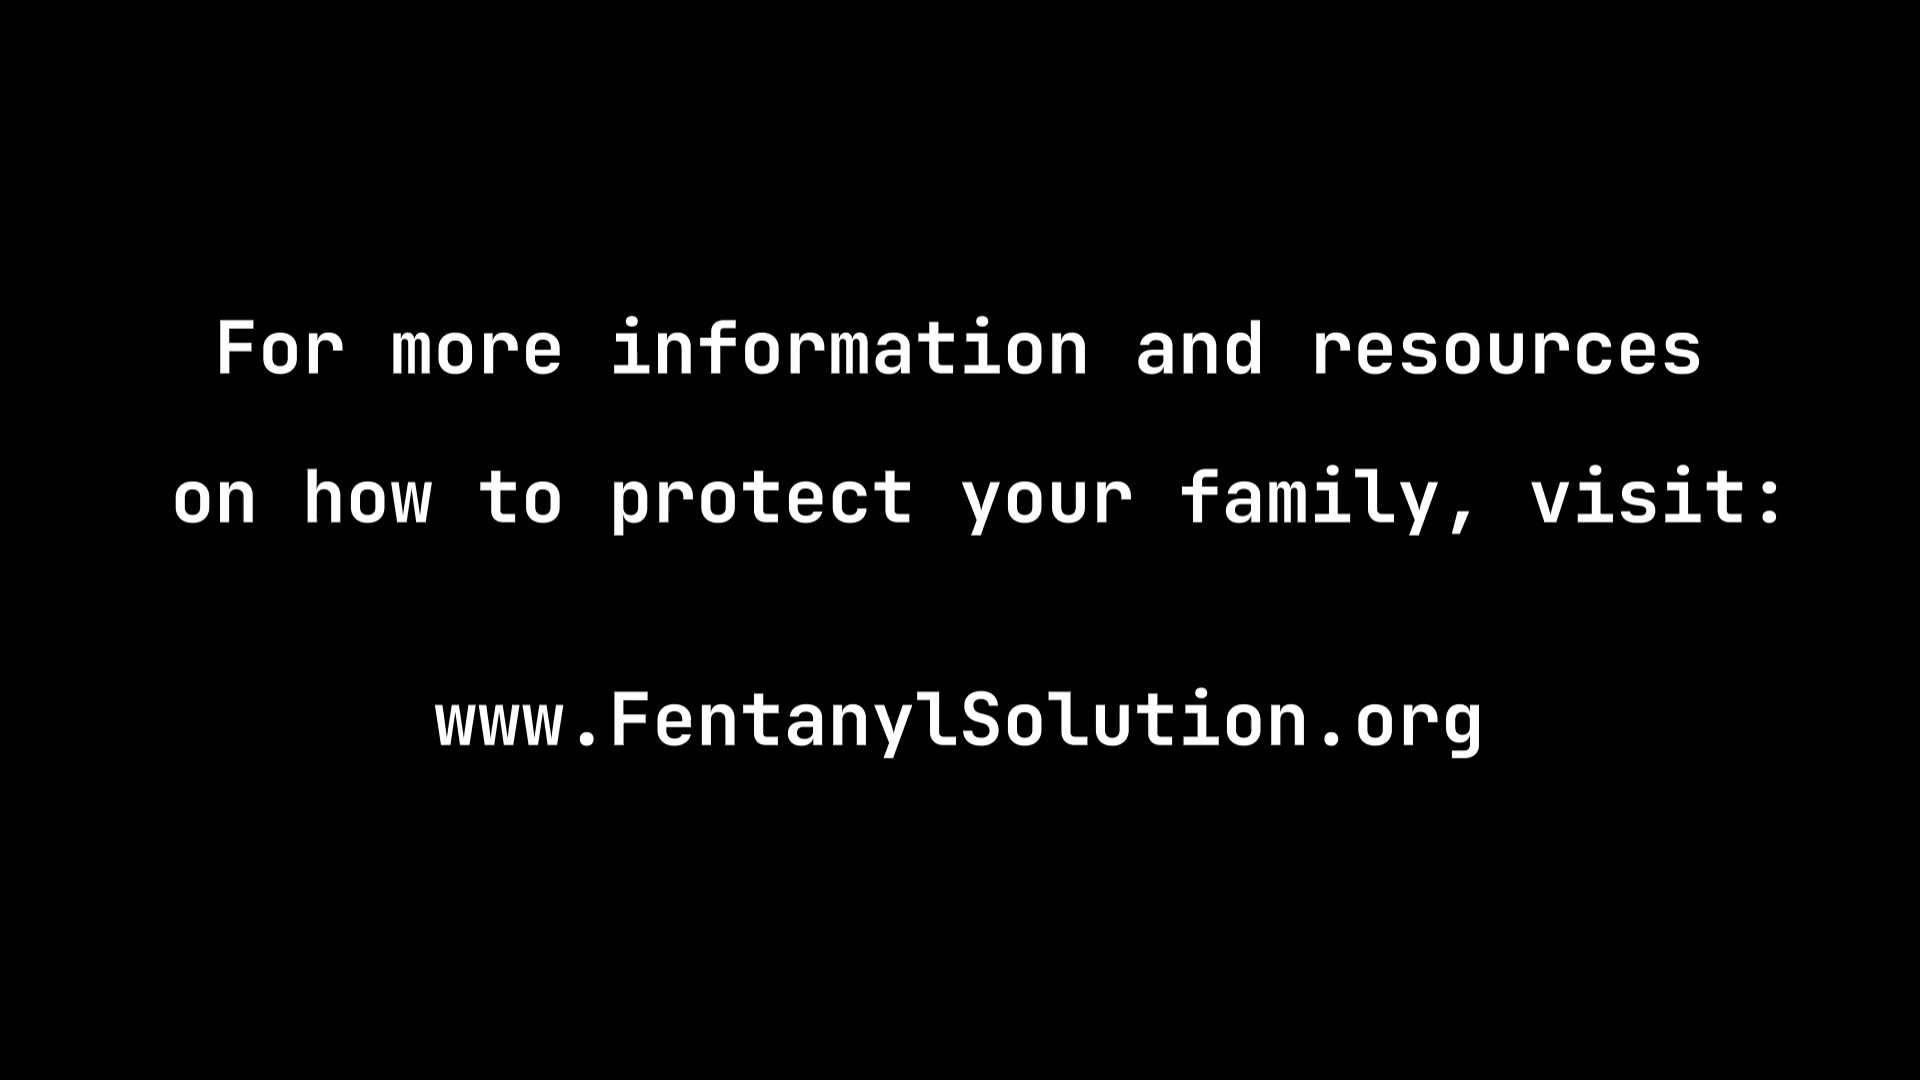 For more information and resources
on how to protect your family, visit:
www.FentanylSolution.org